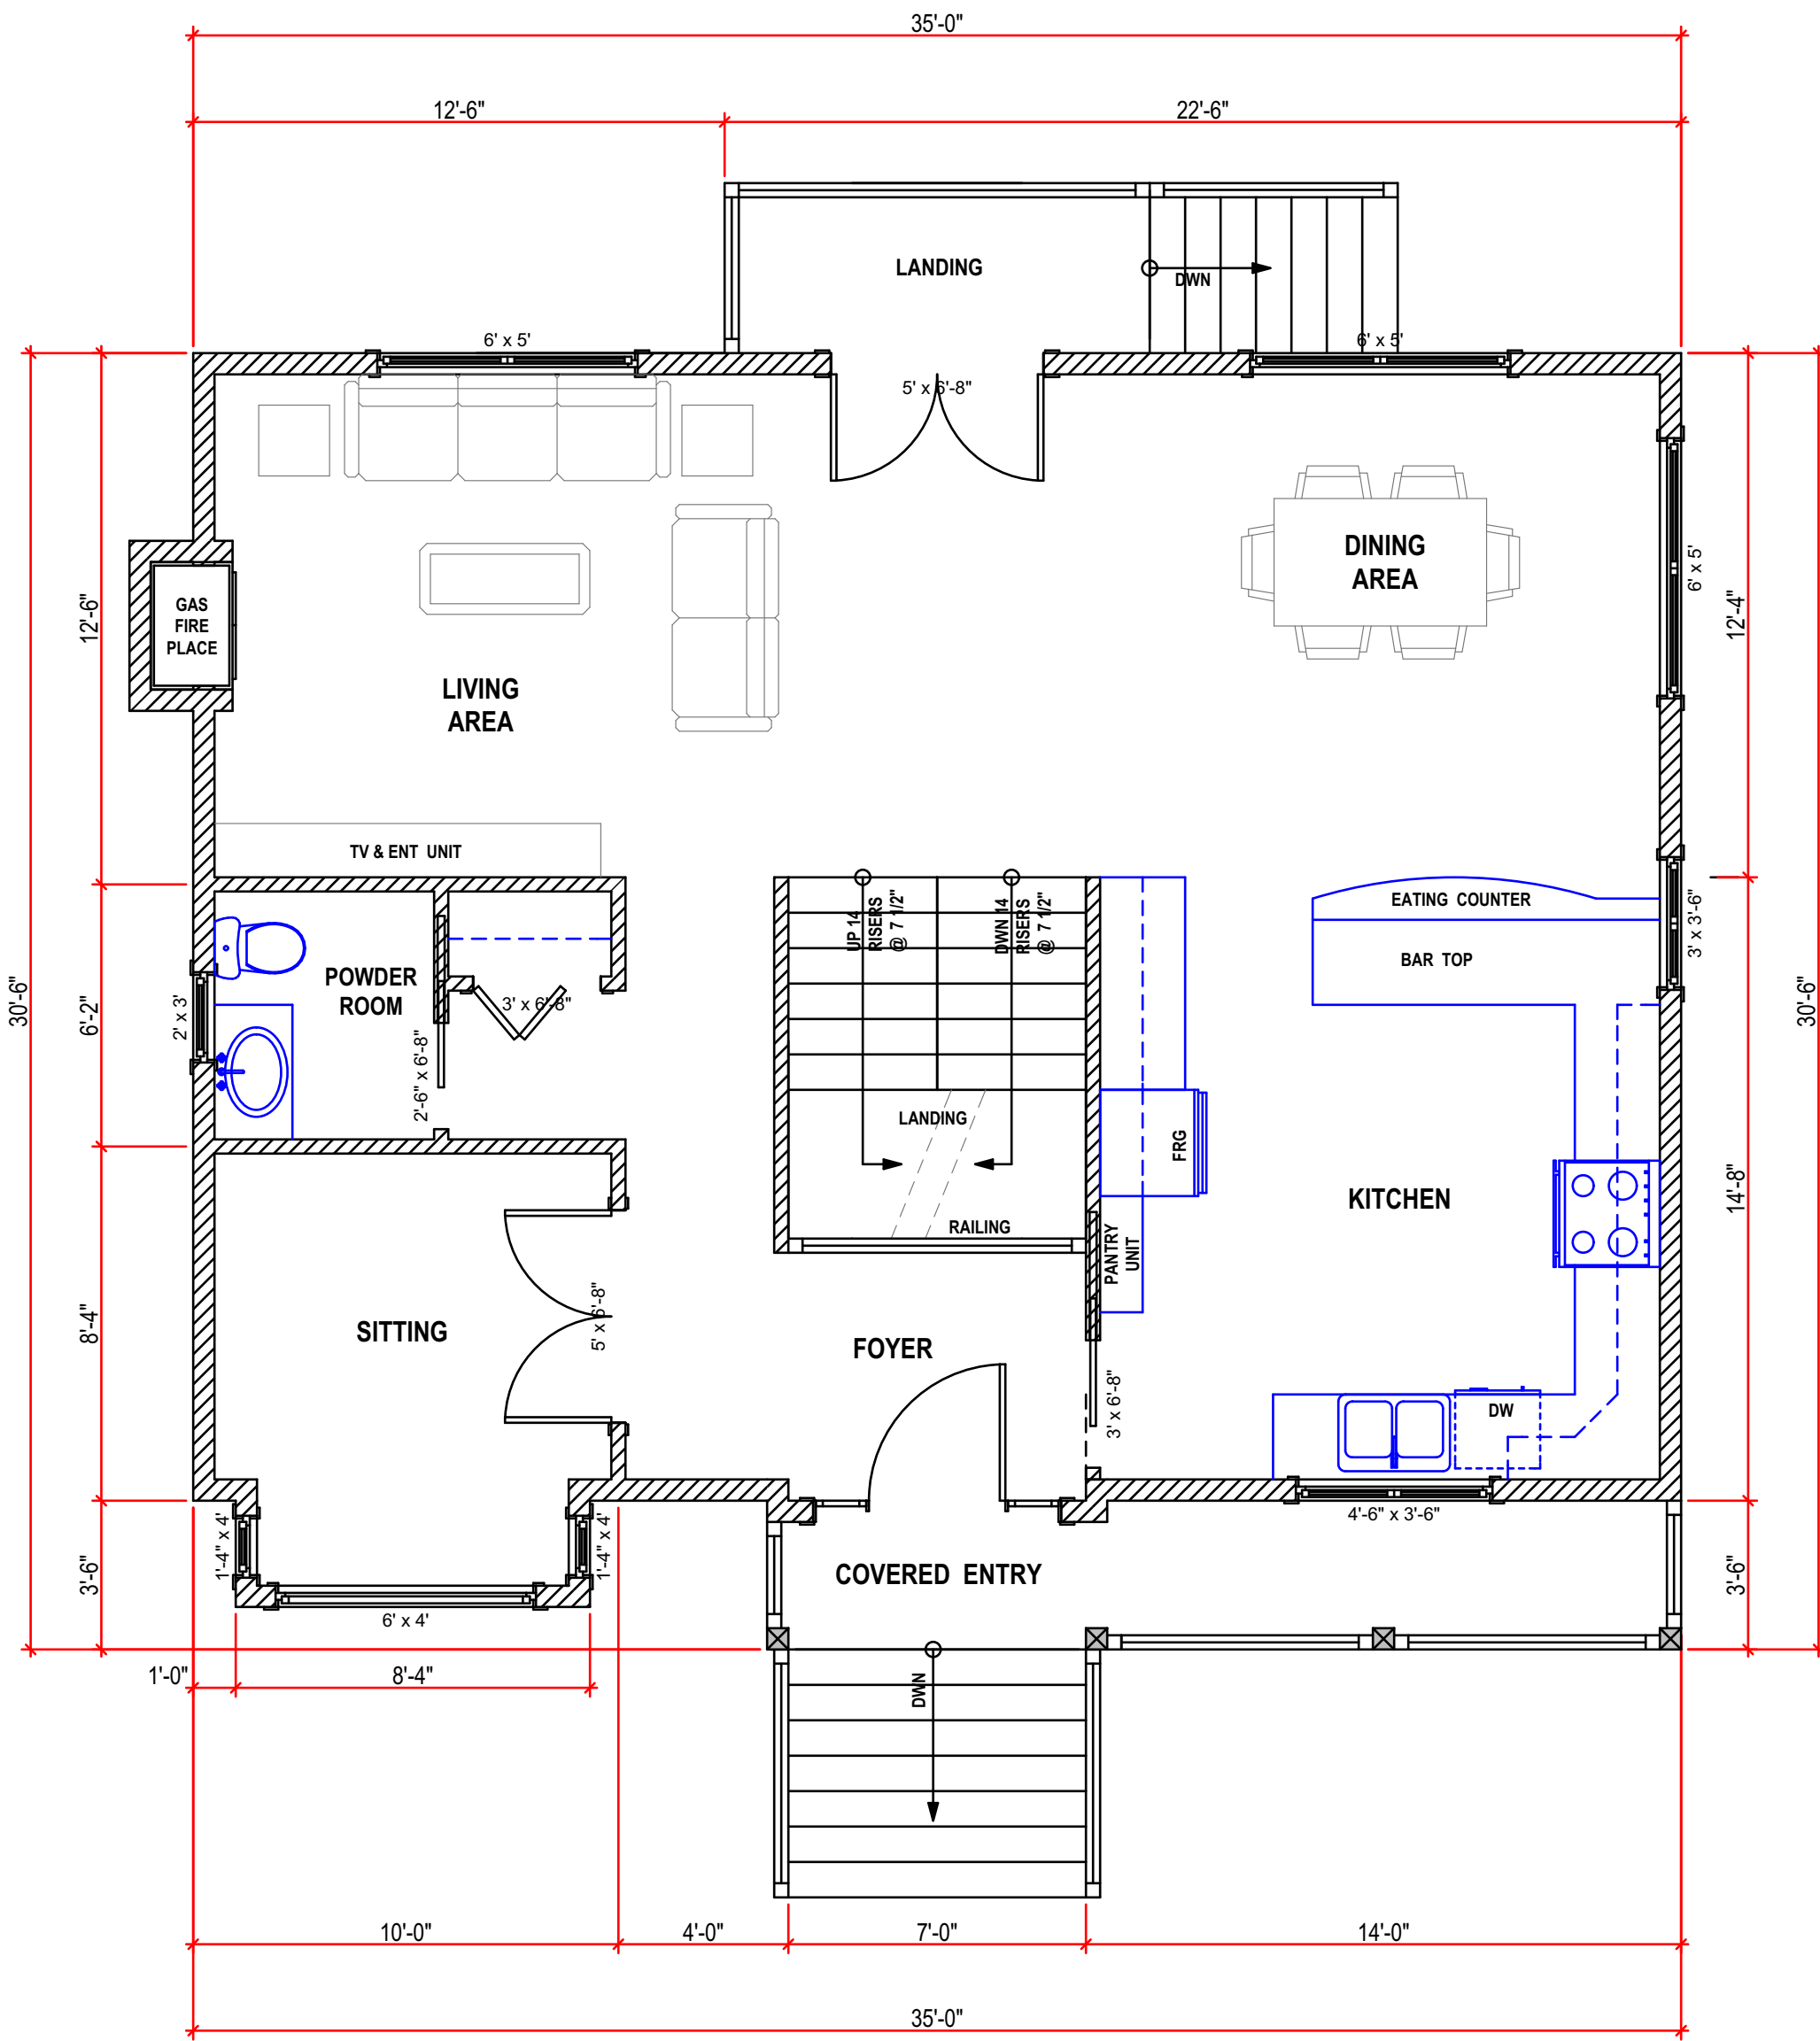 35'-0"
12'-6"
22'-6"
LANDING
DWN
6' x 5'
6' x 5'
5' x 6'-8"
DINING
AREA
6' x 5'
GAS
FIRE
PLACE
12'-6"
12'-4"
LIVING
AREA
TV & ENT UNIT
UP 14
RISERS
@ 7 1/2"
DWN 14
RISERS
@ 7 1/2"
EATING COUNTER
BAR TOP
3' x 3'-6"
30'-6"
30'-6"
6'-2"
2' x 3'
POWDER
ROOM
3' x 6'-8"
2'-6" x 6'-8"
LANDING
FRG
KITCHEN
14'-8"
RAILING
PANTRY
UNIT
8'-4"
SITTING
5' x 6'-8"
FOYER
3' x 6'-8"
DW
4'-6" x 3'-6"
3'-6"
1'-4" x 4'
1'-4" x 4'
COVERED ENTRY
3'-6"
6' x 4'
1'-0"
8'-4"
DWN
10'-0"
4'-0"
7'-0"
14'-0"
35'-0"